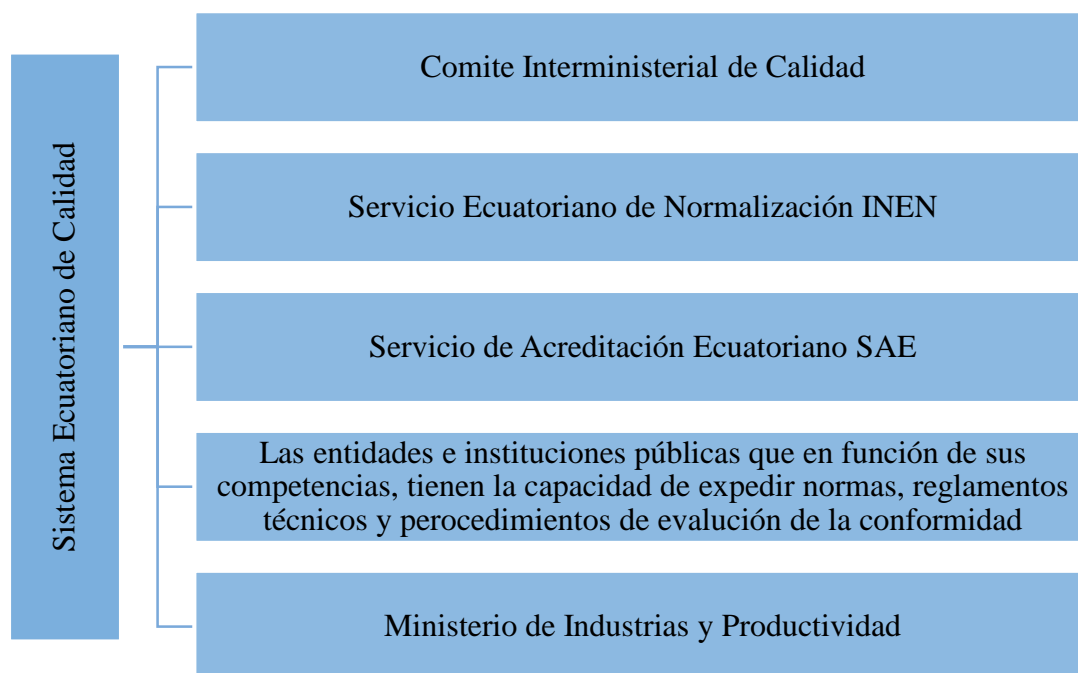 Sistema Ecuatoriano de Calidad
Comite Interministerial de Calidad
Servicio Ecuatoriano de Normalización INEN
Servicio de Acreditación Ecuatoriano SAE
Las entidades e instituciones públicas que en función de sus
competencias, tienen la capacidad de expedir normas, reglamentos
técnicos y perocedimientos de evalución de la conformidad
Ministerio de Industrias y Productividad